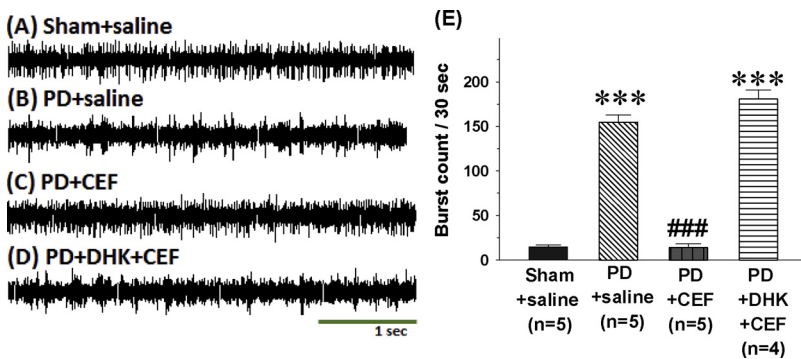 (A) Sham+saline
(B) PD+saline
(C) PD+CEF
(D) PD+DHK+CEF
1 sec
(E)
Burst count / 30 sec
200
150
100
50
0
***
###
***
Sham +saline (n=5)
PD +saline (n=5)
PD +CEF (n=5)
PD +DHK +CEF (n=4)